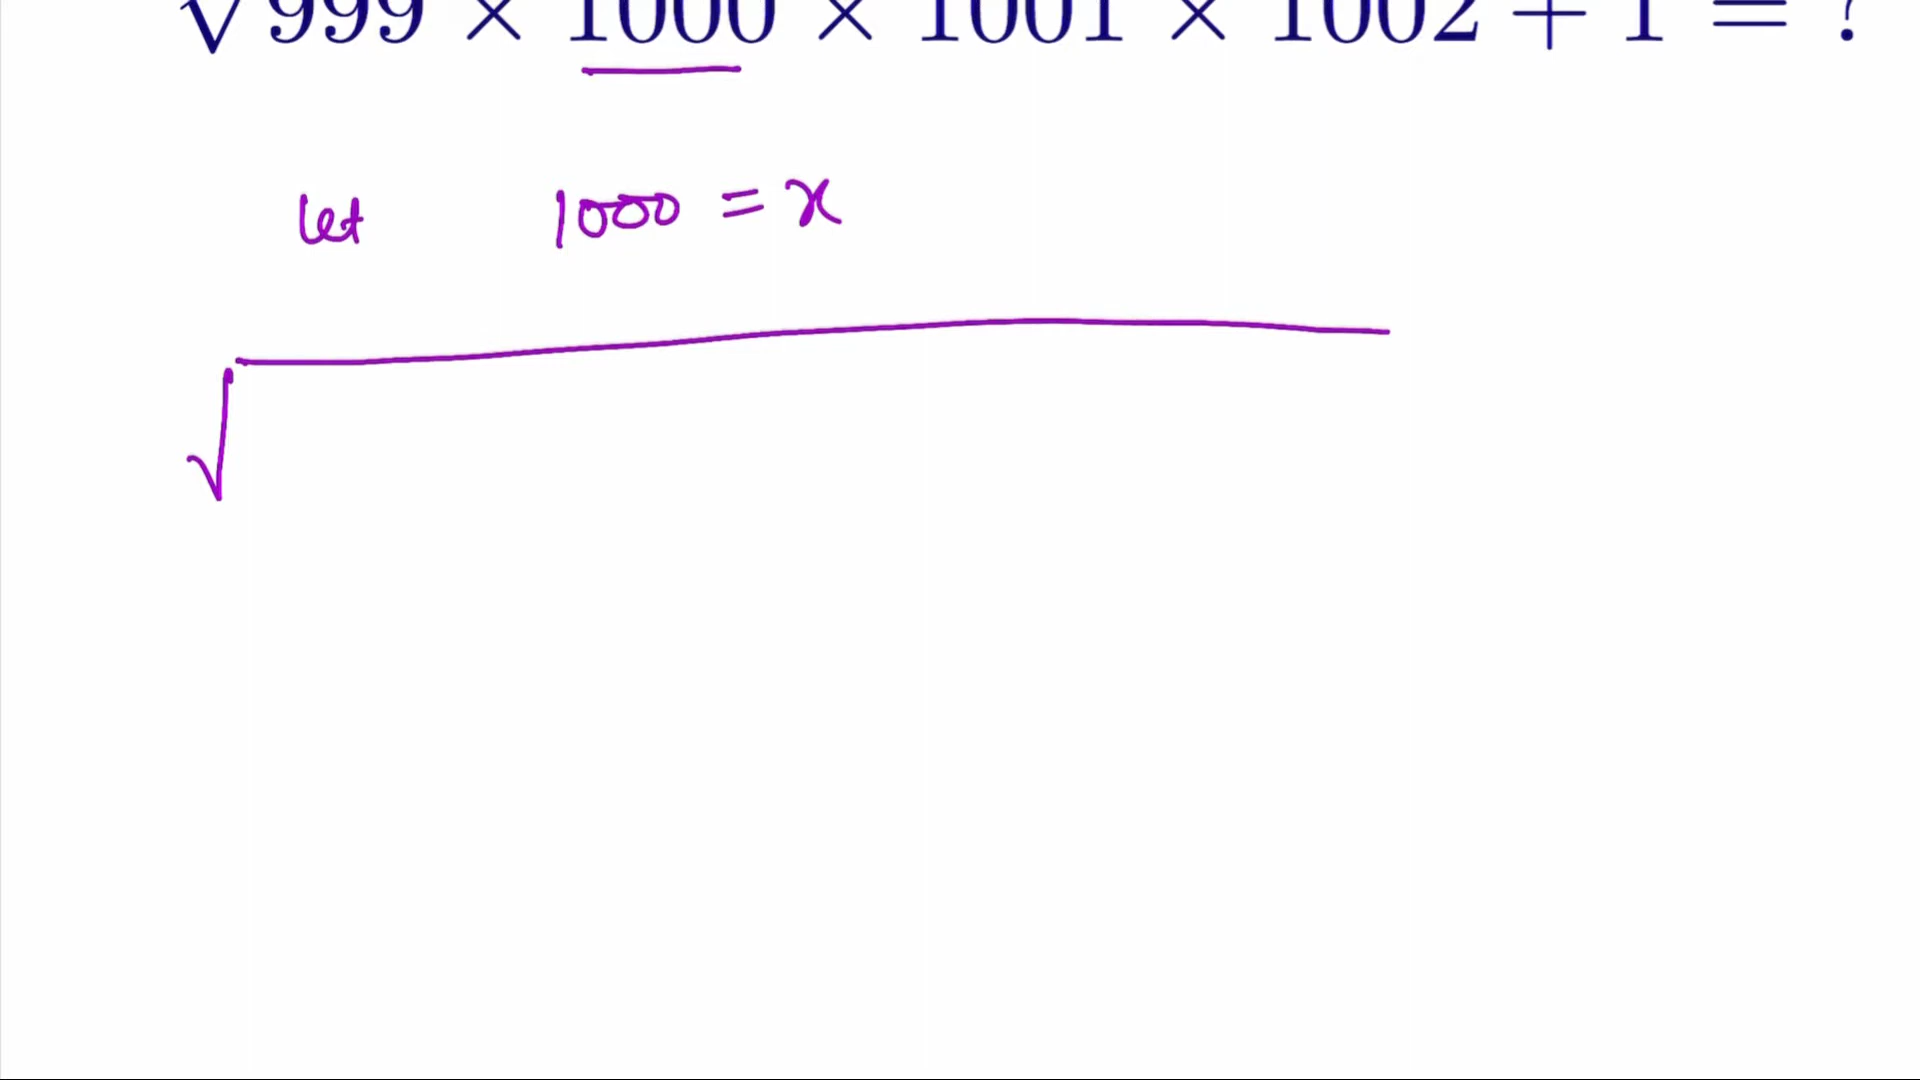 √999 × 1000 × 1001 × 1002 + 1 = ?
let 1000 = x
√